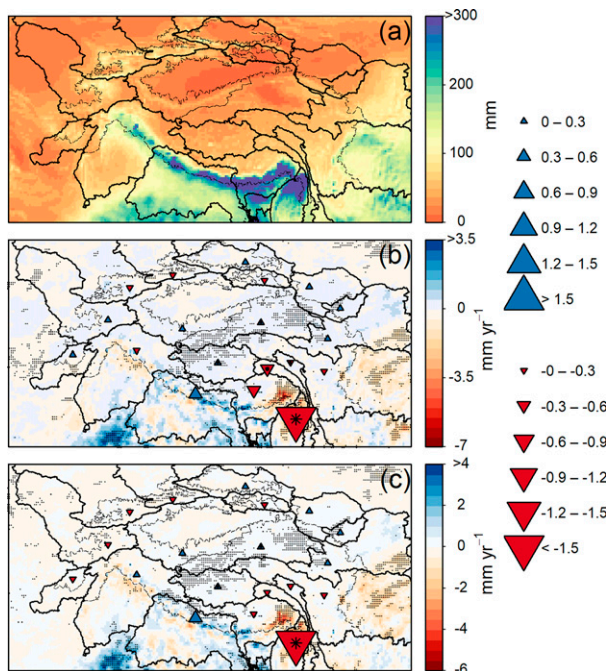 (a)
>300
200
100
0
mm
(b)
>3.5
0
-3.5
-7
mm yr⁻¹
(c)
>4
2
0
-2
-4
-6
mm yr⁻¹
0 – 0.3
0.3 – 0.6
0.6 – 0.9
0.9 – 1.2
1.2 – 1.5
> 1.5
-0 – -0.3
-0.3 – -0.6
-0.6 – -0.9
-0.9 – -1.2
-1.2 – -1.5
< -1.5